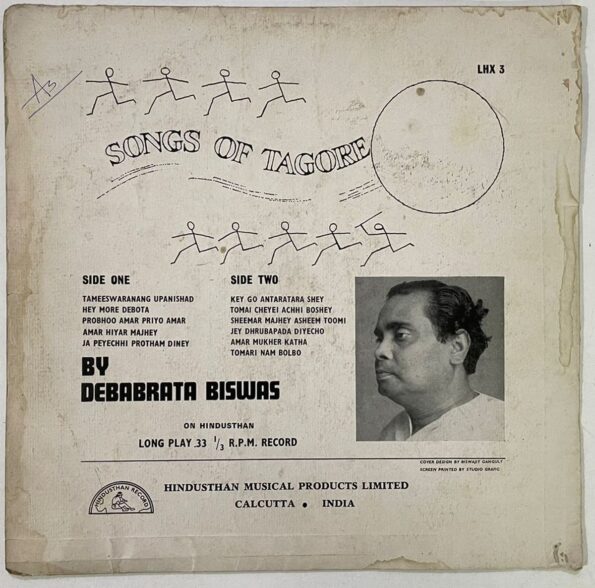 A3
LHX 3
SONGS OF TAGORE
SIDE ONE
TAMEESWARANANG UPANISHAD
HEY MORE DEBOTA
PROBHOO AMAR PRIYO AMAR
AMAR HIYAR MAJHEY
JA PEYECHHI PROTHAM DINEY
SIDE TWO
KEY GO ANTARATARA SHEY
TOMAI CHEYEI ACHHI BOSHEY
SHEEMAR MAJHEY ASHEEM TOOMI
JEY DHRUBAPADA DIYECHO
AMAR MUKHER KATHA
TOMARI NAM BOLBO
BY
DEBABRATA BISWAS
ON HINDUSTHAN
LONG PLAY 33 1/3 R.P.M. RECORD
COVER DESIGN BY BISWAJIT GANGULY
SCREEN PRINTED BY STUDIO GRAFIC
HINDUSTHAN RECORD
HINDUSTHAN MUSICAL PRODUCTS LIMITED
CALCUTTA • INDIA